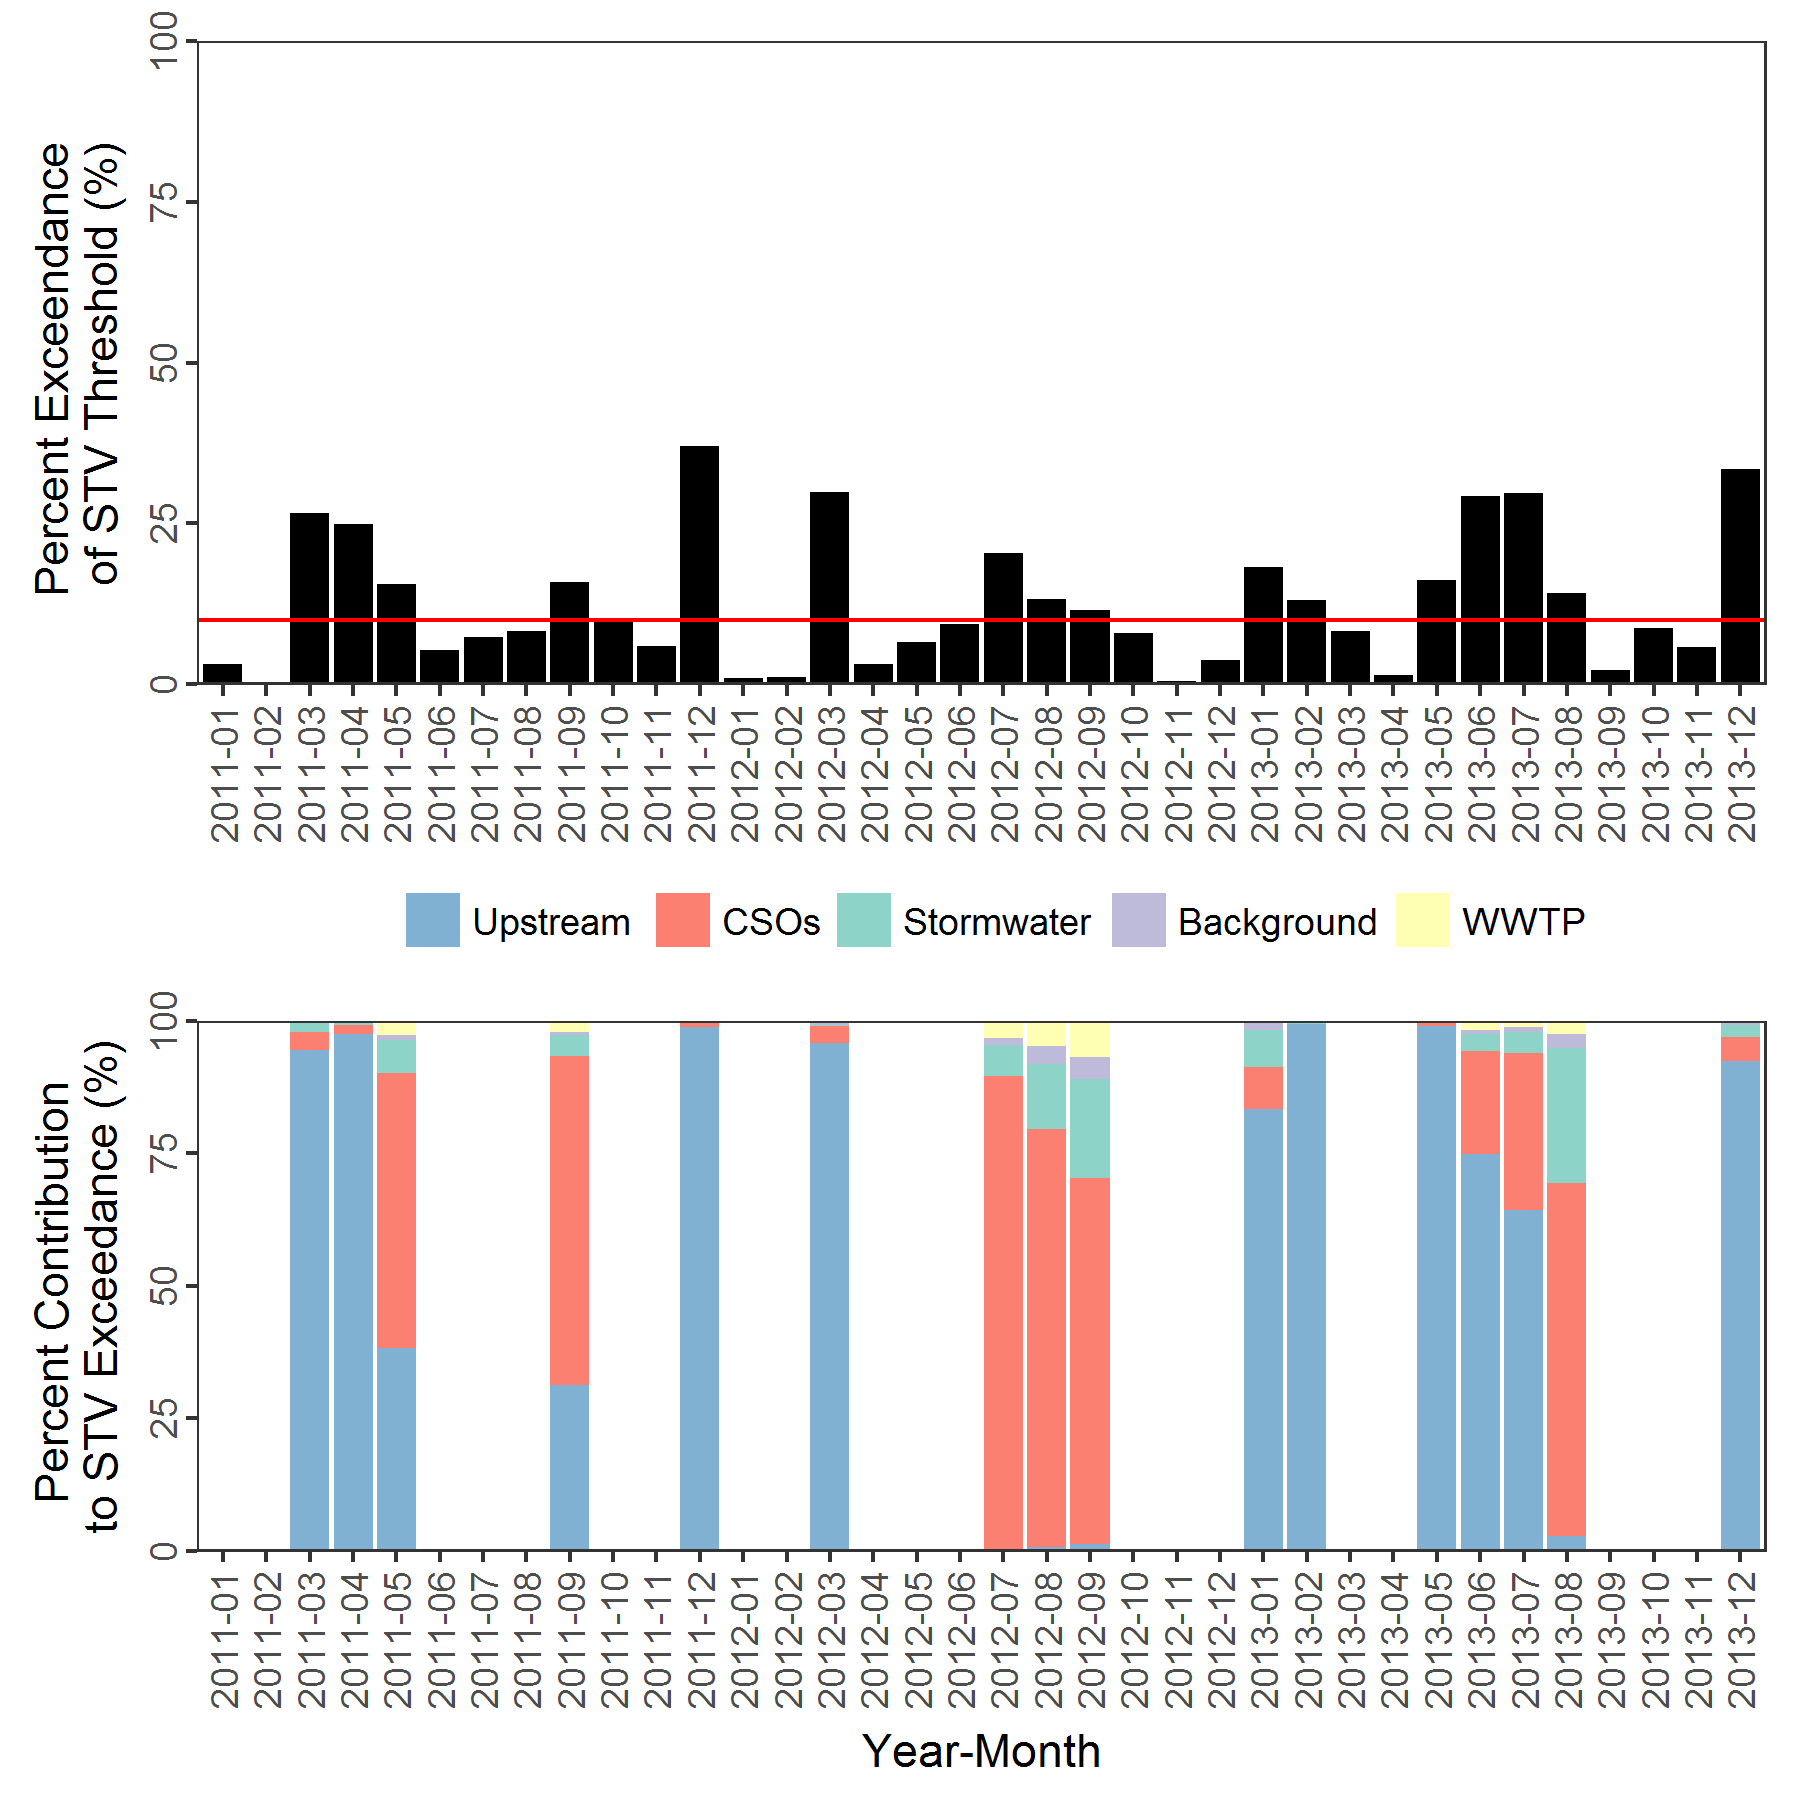 Percent Exceendance
of STV Threshold (%)
100
75
50
25
0
2011-01 2011-02 2011-03 2011-04 2011-05 2011-06 2011-07 2011-08 2011-09 2011-10 2011-11 2011-12 2012-01 2012-02 2012-03 2012-04 2012-05 2012-06 2012-07 2012-08 2012-09 2012-10 2012-11 2012-12 2013-01 2013-02 2013-03 2013-04 2013-05 2013-06 2013-07 2013-08 2013-09 2013-10 2013-11 2013-12
Upstream CSOs Stormwater Background WWTP
Percent Contribution
to STV Exceedance (%)
100
75
50
25
0
2011-01 2011-02 2011-03 2011-04 2011-05 2011-06 2011-07 2011-08 2011-09 2011-10 2011-11 2011-12 2012-01 2012-02 2012-03 2012-04 2012-05 2012-06 2012-07 2012-08 2012-09 2012-10 2012-11 2012-12 2013-01 2013-02 2013-03 2013-04 2013-05 2013-06 2013-07 2013-08 2013-09 2013-10 2013-11 2013-12
Year-Month